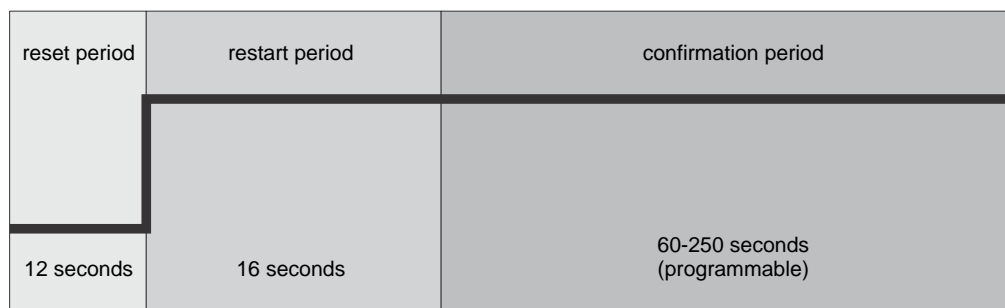 reset period
restart period
confirmation period
12 seconds
16 seconds
60-250 seconds
(programmable)